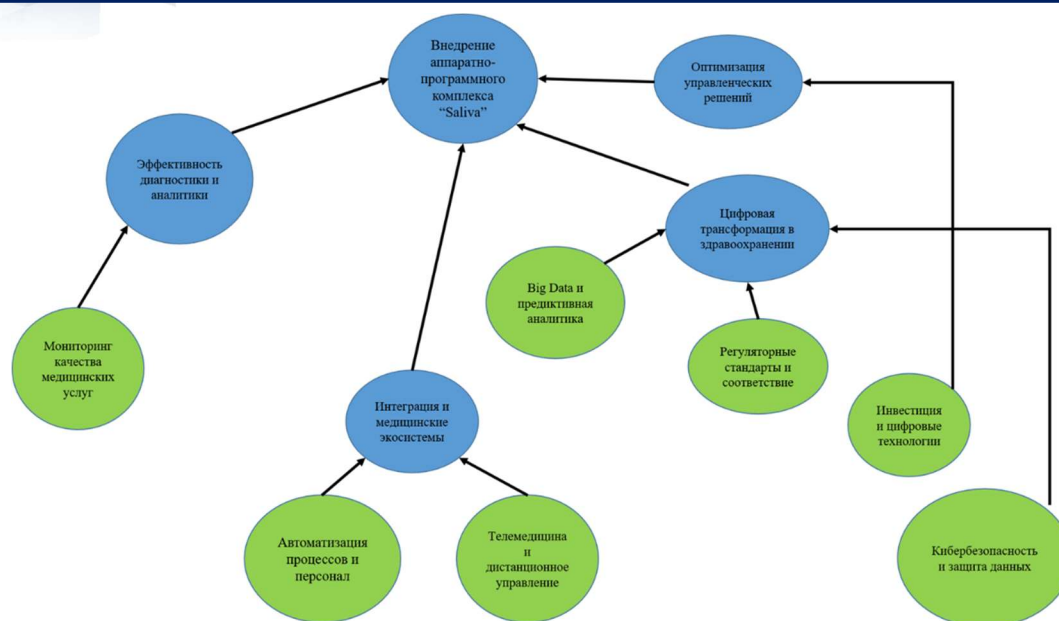 Внедрение
аппаратно-
программного
комплекса
“Saliva”
Оптимизация
управленческих
решений
Эффективность
диагностики и
аналитики
Цифровая
трансформация в
здравоохранении
Big Data и
предиктивная
аналитика
Мониторинг
качества
медицинских
услуг
Регуляторные
стандарты и
соответствие
Интеграция и
медицинские
экосистемы
Инвестиция
и цифровые
технологии
Автоматизация
процессов и
персонал
Телемедицина
и
дистанционное
управление
Кибербезопасность
и защита данных